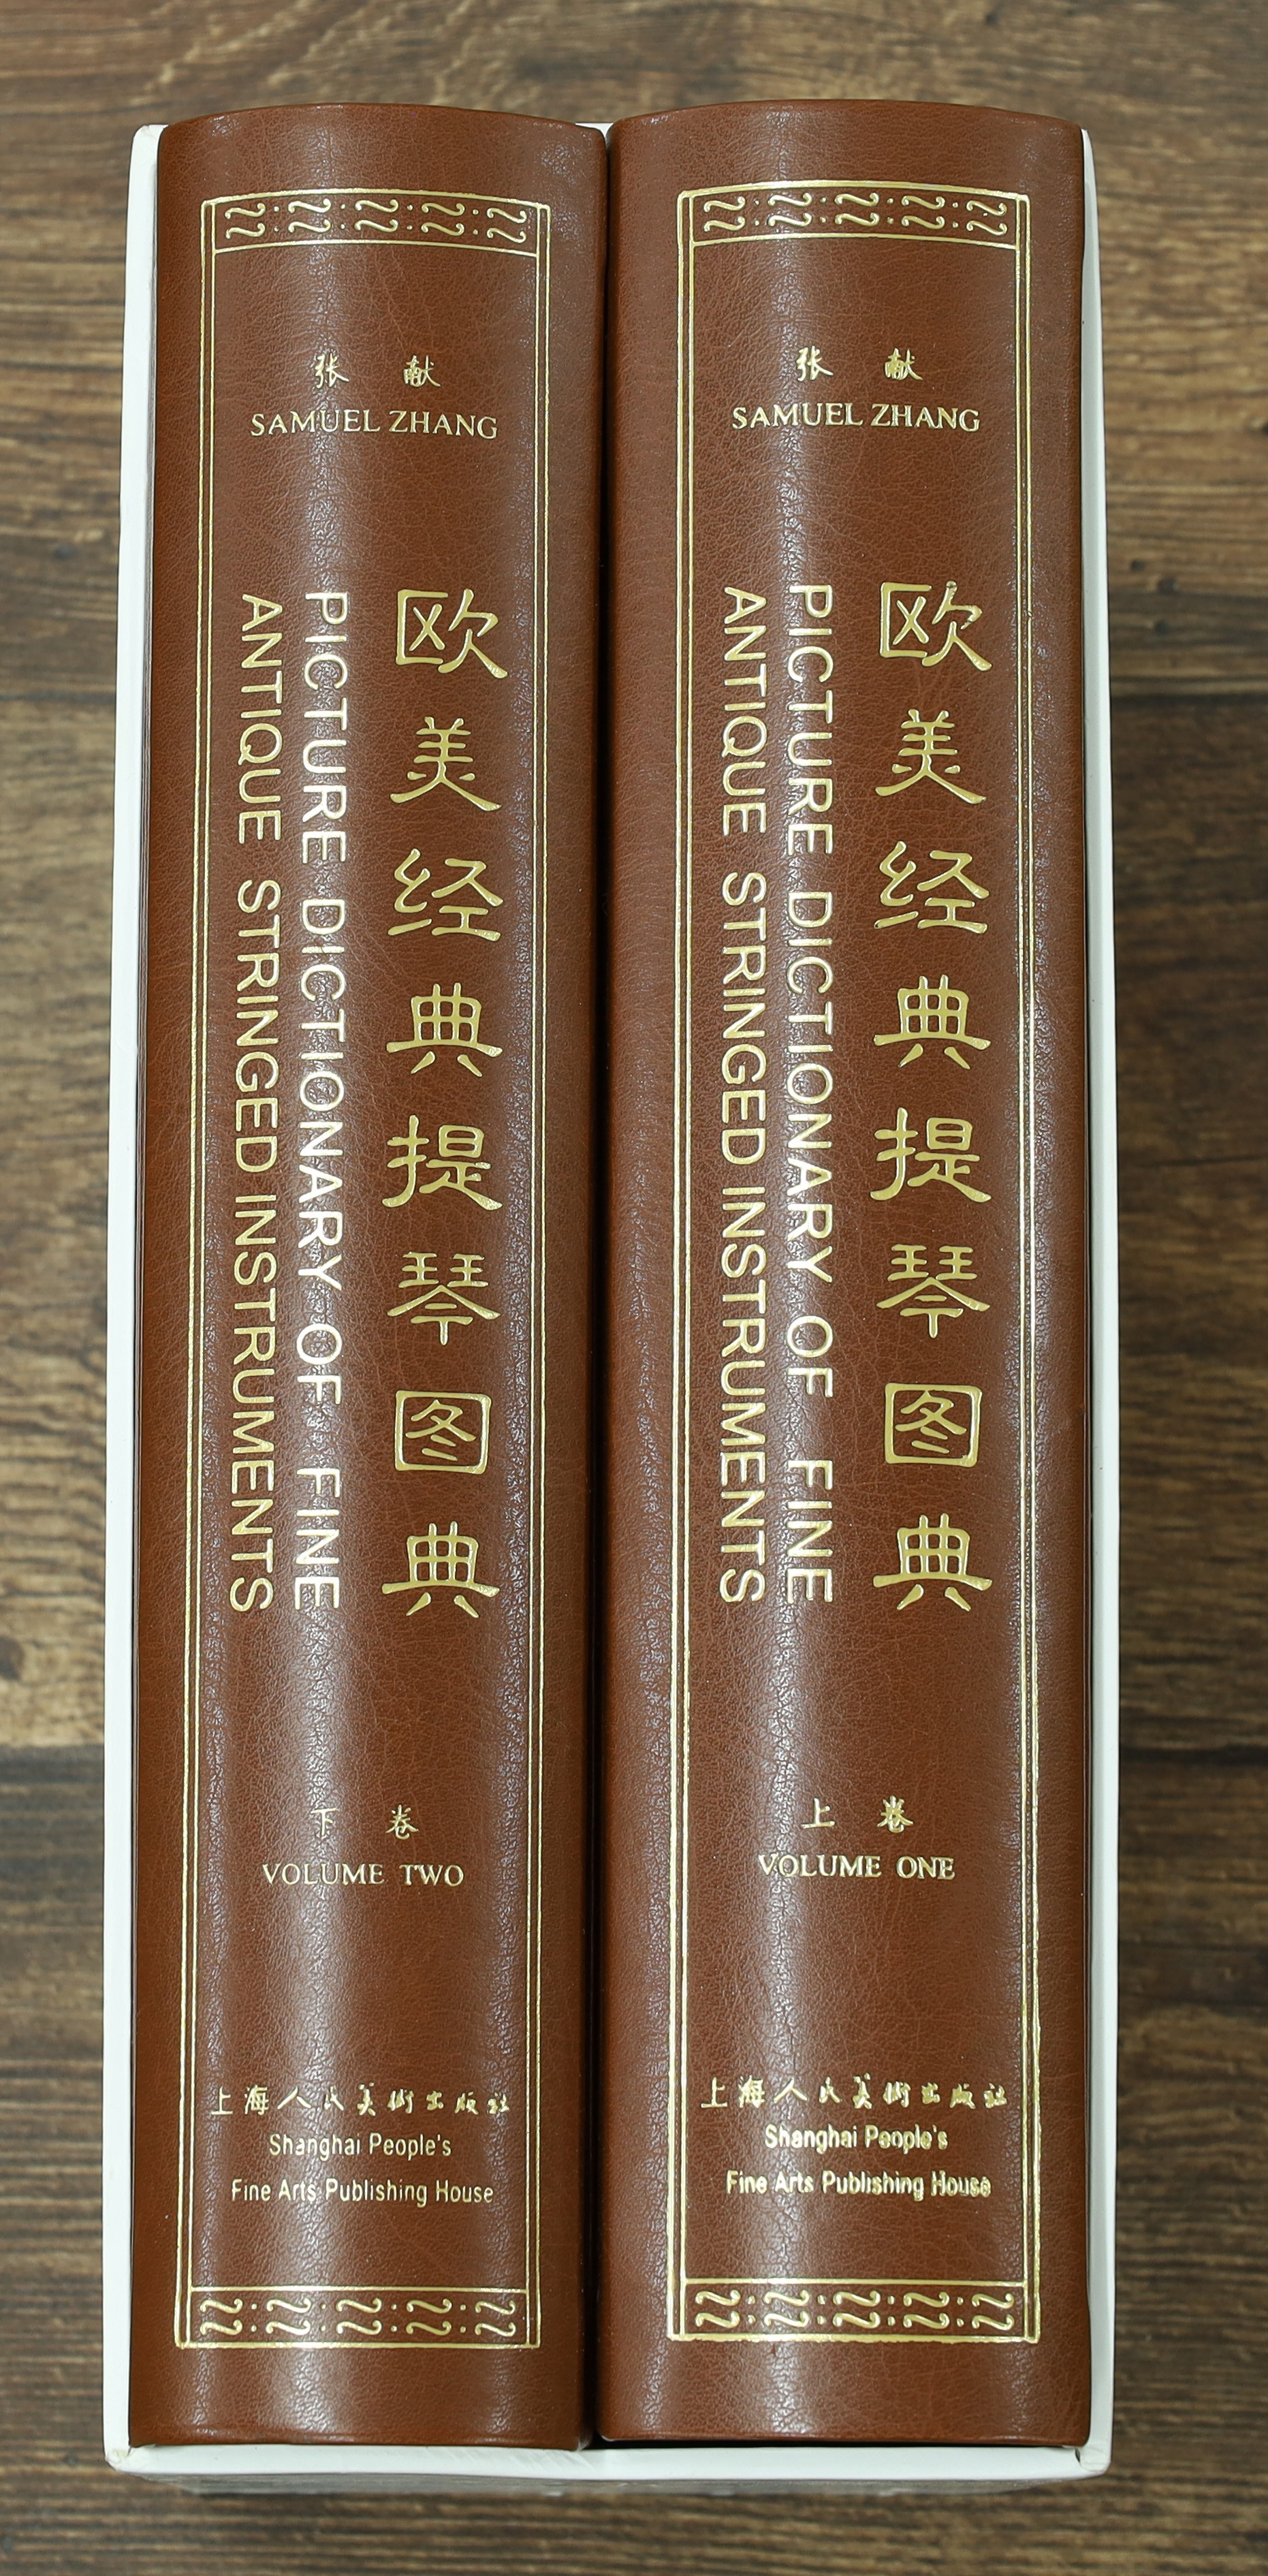 张献
SAMUEL ZHANG
欧美经典提琴图典
PICTURE DICTIONARY OF FINE
ANTIQUE STRINGED INSTRUMENTS
下卷
VOLUME TWO
上海人民美術出版社
Shanghai People's
Fine Arts Publishing House
张献
SAMUEL ZHANG
欧美经典提琴图典
PICTURE DICTIONARY OF FINE
ANTIQUE STRINGED INSTRUMENTS
上卷
VOLUME ONE
上海人民美術出版社
Shanghai People's
Fine Arts Publishing House